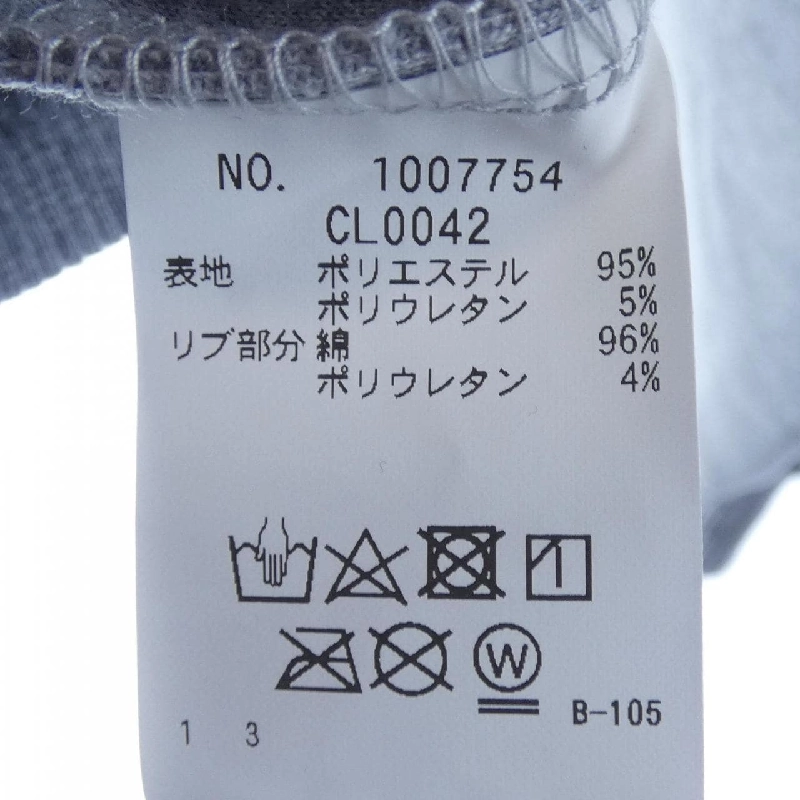 NO. 1007754
CL0042
表地 ポリエステル 95%
ポリウレタン 5%
リブ部分 綿 96%
ポリウレタン 4%
W
B-105
1 3